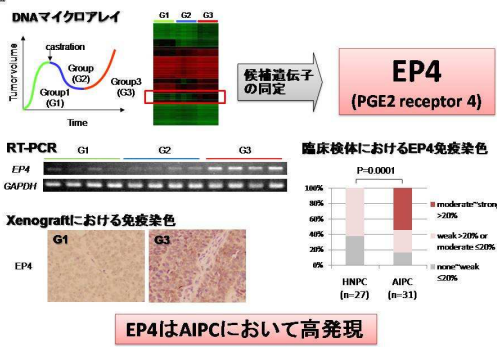 DNAマイクロアレイ
castration
Tumor volume
Group1
(G1)
Group
(G2)
Group3
(G3)
Time
G1
G2
G3
候補遺伝子
の同定
EP4
(PGE2 receptor 4)
RT-PCR
G1
G2
G3
EP4
GAPDH
Xenograftにおける免疫染色
EP4
G1
G3
臨床検体におけるEP4免疫染色
P=0.0001
100%
80%
60%
40%
20%
0%
HNPC
(n=27)
AIPC
(n=31)
moderate~strong
>20%
weak >20% or
moderate ≤20%
none~weak
≤20%
EP4はAIPCにおいて高発現